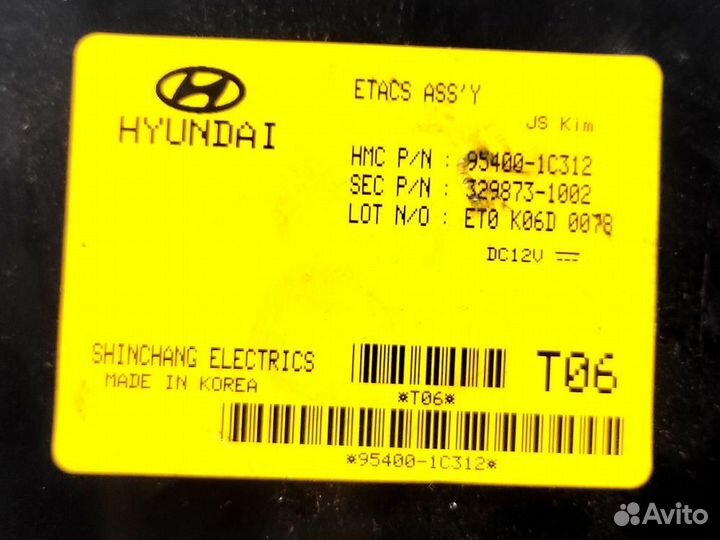 HYUNDAI
ETACS ASS'Y
JS Kim
HMC P/N : 95400-1C312
SEC P/N : 329873-1002
LOT N/O : ET0 K06D 0078
DC12V
SHINCHANG ELECTRICS
MADE IN KOREA
*T06*
T06
*95400-1C312*
Avito